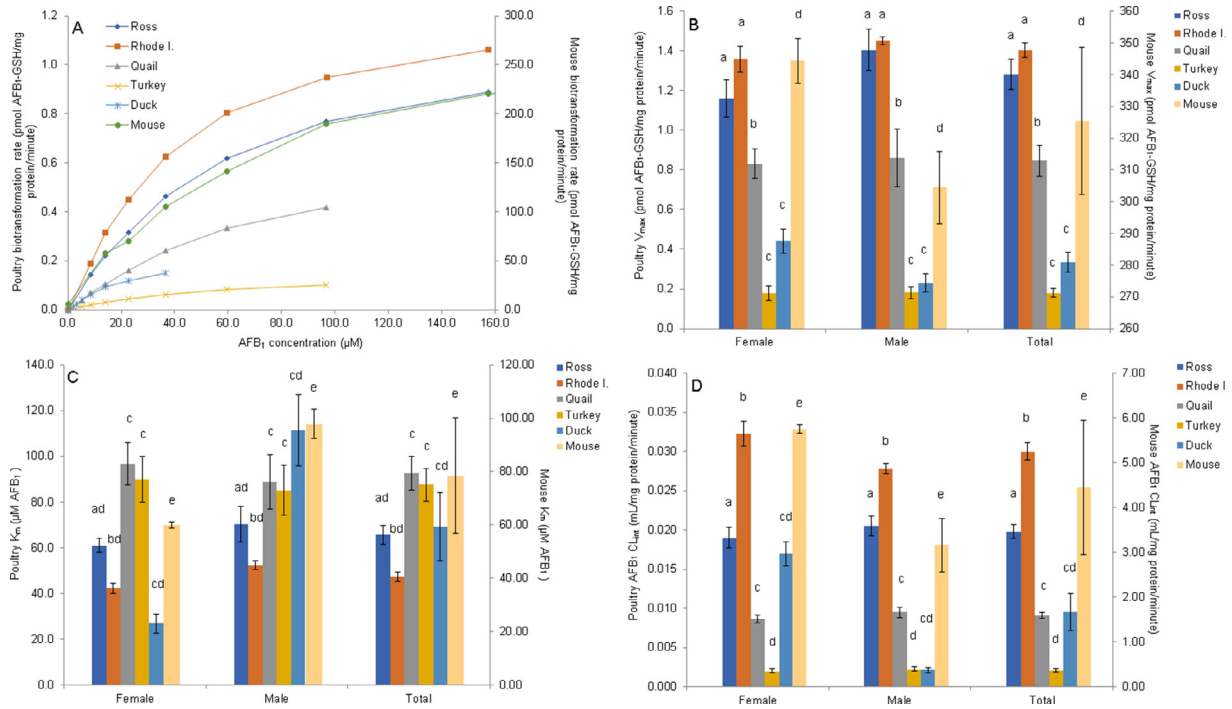 A
Poultry biotransformation rate (pmol AFB₁-GSH/mg
protein/minute)
1.2
1.0
0.8
0.6
0.4
0.2
0.0
Ross
Rhode I.
Quail
Turkey
Duck
Mouse
300.0
250.0
200.0
150.0
100.0
50.0
0.0
Mouse biotransformation rate (pmol AFB₁-GSH/mg
protein/minute)
0.0 20.0 40.0 60.0 80.0 100.0 120.0 140.0 160.0
AFB₁ concentration (µM)
B
Poultry Vmax (pmol AFB₁-GSH/mg protein/minute)
1.6
1.4
1.2
1.0
0.8
0.6
0.4
0.2
0.0
a a b c c d
a a b c c d
a a b c c d
360
350
340
330
320
310
300
290
280
270
260
Mouse Vmax (pmol AFB₁-GSH/mg protein/minute)
Female Male Total
Ross
Rhode I.
Quail
Turkey
Duck
Mouse
C
Poultry Km (µM AFB₁)
140.0
120.0
100.0
80.0
60.0
40.0
20.0
0.0
ad bd c c cd e
ad bd c c cd e
ad bd c c cd e
120.00
100.00
80.00
60.00
40.00
20.00
0.00
Mouse Km (µM AFB₁)
Female Male Total
Ross
Rhode I.
Quail
Turkey
Duck
Mouse
D
Poultry AFB₁ CLint (mL/mg protein/minute)
0.040
0.035
0.030
0.025
0.020
0.015
0.010
0.005
0.000
a b c d cd e
a b c d cd e
a b c d cd e
7.00
6.00
5.00
4.00
3.00
2.00
1.00
0.00
Mouse AFB₁ CLint (mL/mg protein/minute)
Female Male Total
Ross
Rhode I.
Quail
Turkey
Duck
Mouse